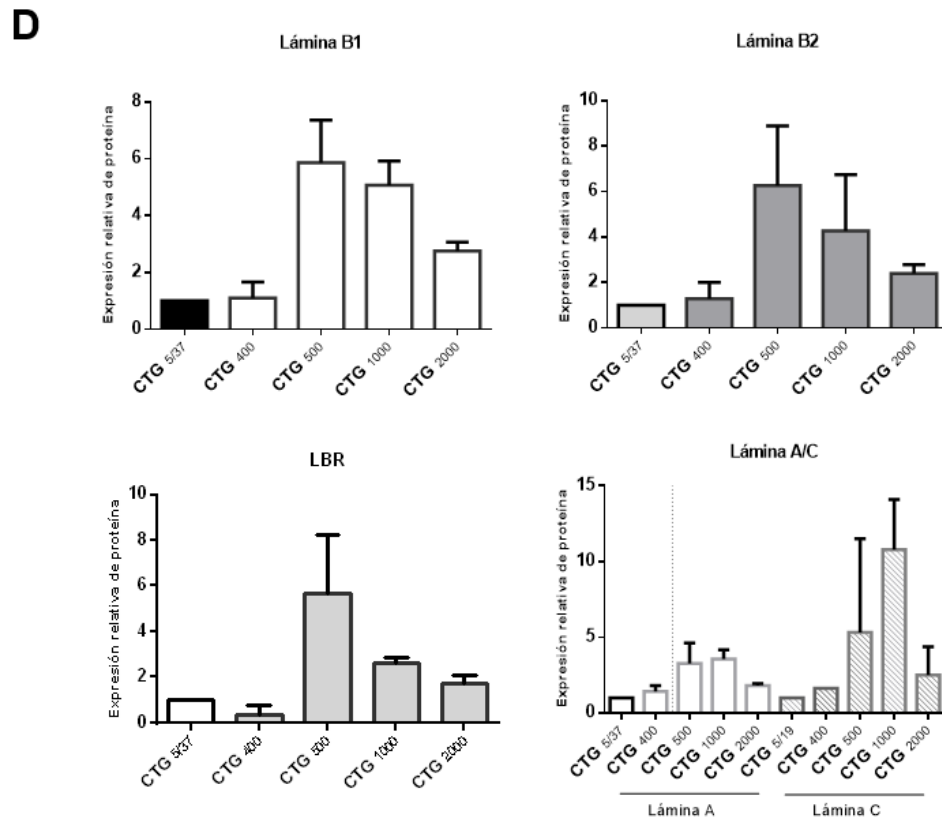 D
Lámina B1
Expresión relativa de proteína
8
6
4
2
0
CTG 5/37
CTG 400
CTG 500
CTG 1000
CTG 2000
Lámina B2
Expresión relativa de proteína
10
8
6
4
2
0
CTG 5/37
CTG 400
CTG 500
CTG 1000
CTG 2000
LBR
Expresión relativa de proteína
10
8
6
4
2
0
CTG 5/37
CTG 400
CTG 500
CTG 1000
CTG 2000
Lámina A/C
Expresión relativa de proteína
15
10
5
0
CTG 5/37
CTG 400
CTG 500
CTG 1000
CTG 2000
CTG 5/19
CTG 400
CTG 500
CTG 1000
CTG 2000
Lámina A
Lámina C